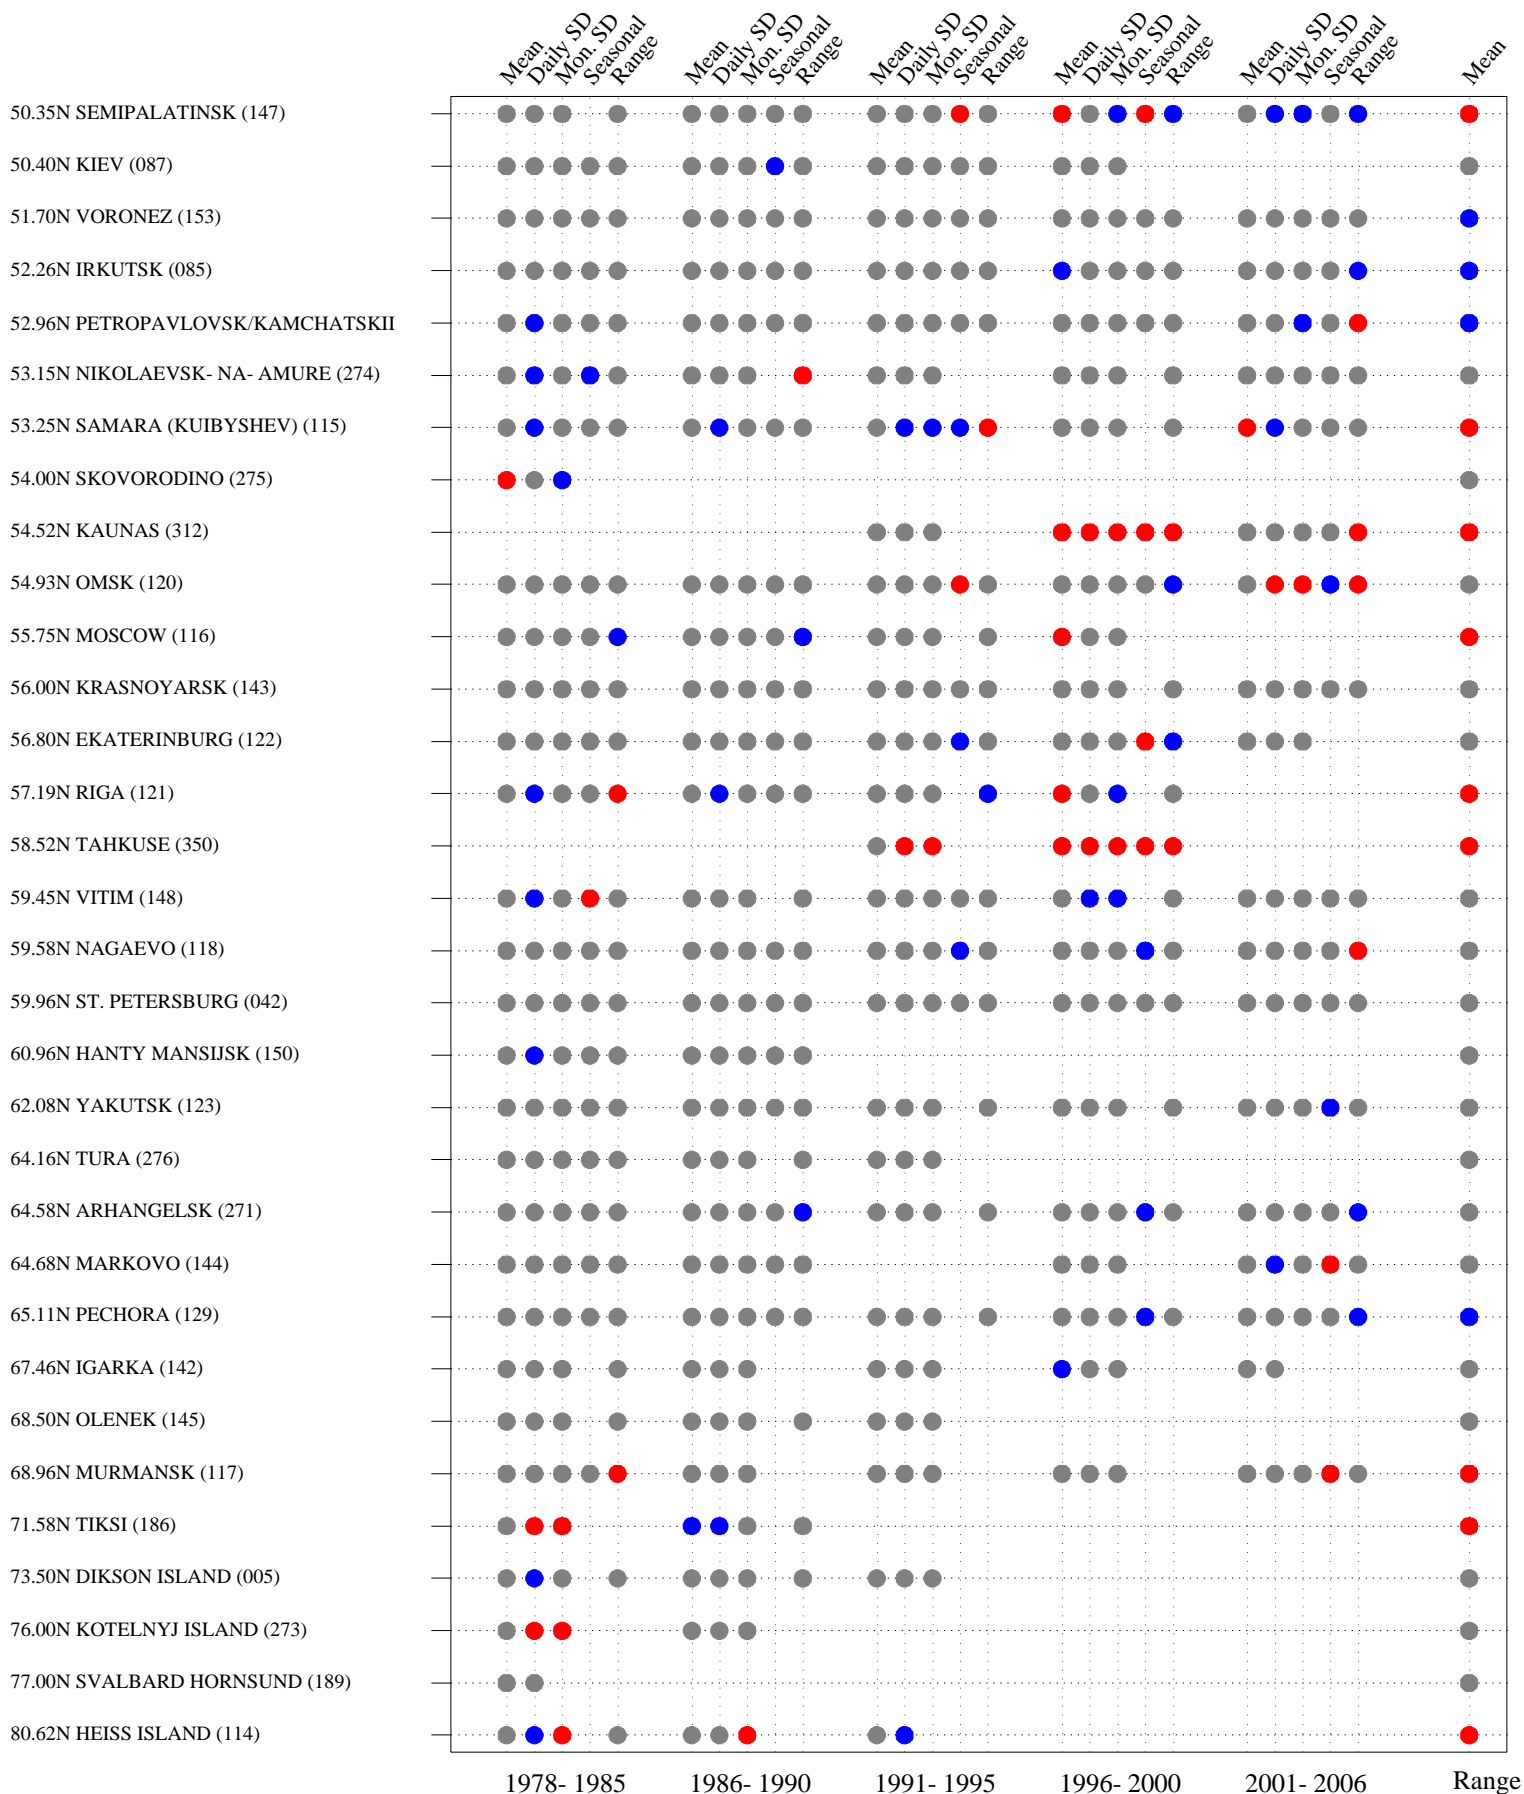 Mean Daily SD Mon. SD Seasonal Range Mean Daily SD Mon. SD Seasonal Range Mean Daily SD Mon. SD Seasonal Range Mean Daily SD Mon. SD Seasonal Range Mean Daily SD Mon. SD Seasonal Range Mean
50.35N SEMIPALATINSK (147)
50.40N KIEV (087)
51.70N VORONEZ (153)
52.26N IRKUTSK (085)
52.96N PETROPAVLOVSK/KAMCHATSKII
53.15N NIKOLAEVSK- NA- AMURE (274)
53.25N SAMARA (KUIBYSHEV) (115)
54.00N SKOVORODINO (275)
54.52N KAUNAS (312)
54.93N OMSK (120)
55.75N MOSCOW (116)
56.00N KRASNOYARSK (143)
56.80N EKATERINBURG (122)
57.19N RIGA (121)
58.52N TAHKUSE (350)
59.45N VITIM (148)
59.58N NAGAEVO (118)
59.96N ST. PETERSBURG (042)
60.96N HANTY MANSIJSK (150)
62.08N YAKUTSK (123)
64.16N TURA (276)
64.58N ARHANGELSK (271)
64.68N MARKOVO (144)
65.11N PECHORA (129)
67.46N IGARKA (142)
68.50N OLENEK (145)
68.96N MURMANSK (117)
71.58N TIKSI (186)
73.50N DIKSON ISLAND (005)
76.00N KOTELNYJ ISLAND (273)
77.00N SVALBARD HORNSUND (189)
80.62N HEISS ISLAND (114)
1978- 1985 1986- 1990 1991- 1995 1996- 2000 2001- 2006 Range